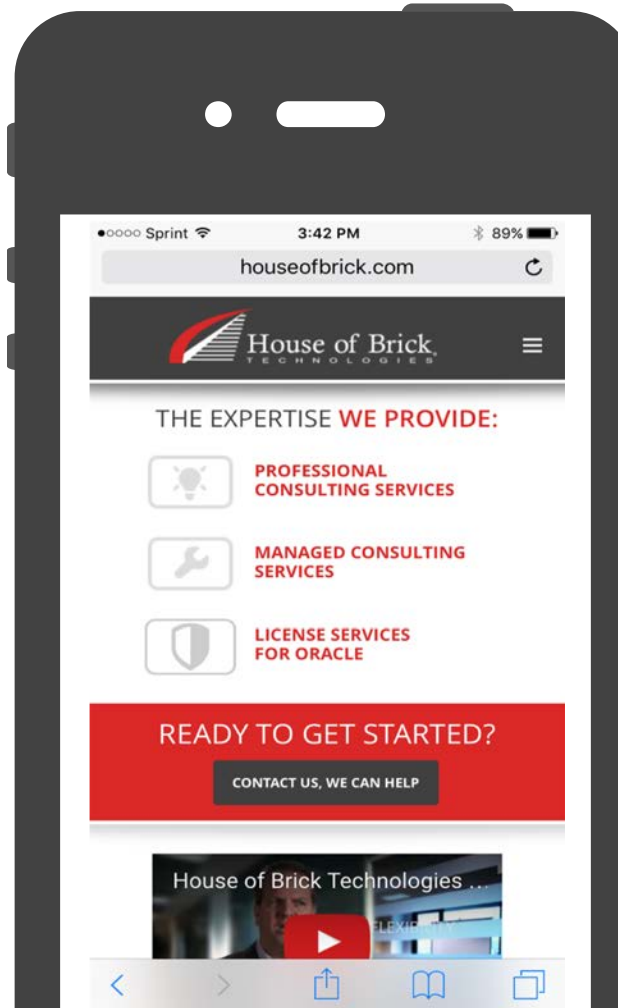 Sprint 3:42 PM 89%
houseofbrick.com
House of Brick®
TECHNOLOGIES
THE EXPERTISE WE PROVIDE:
PROFESSIONAL
CONSULTING SERVICES
MANAGED CONSULTING
SERVICES
LICENSE SERVICES
FOR ORACLE
READY TO GET STARTED?
CONTACT US, WE CAN HELP
House of Brick Technologies ...
FLEXIBILITY